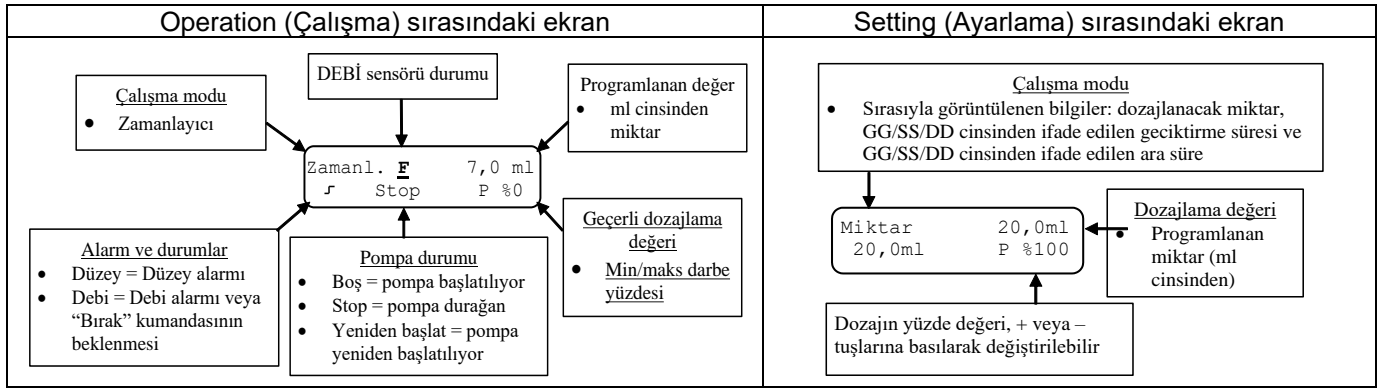 Operation (Çalışma) sırasındaki ekran
DEBİ sensörü durumu
Çalışma modu
• Zamanlayıcı
Programlanan değer
• ml cinsinden
miktar
Zamanl. F 7,0 ml
Stop P %0
Alarm ve durumlar
• Düzey = Düzey alarmı
• Debi = Debi alarmı veya
“Bırak” kumandasının
beklenmesi
Pompa durumu
• Boş = pompa başlatılıyor
• Stop = pompa durağan
• Yeniden başlat = pompa
yeniden başlatılıyor
Geçerli dozajlama
değeri
• Min/maks darbe
yüzdesi
Setting (Ayarlama) sırasındaki ekran
Çalışma modu
• Sırasıyla görüntülenen bilgiler: dozajlanacak miktar,
GG/SS/DD cinsinden ifade edilen geciktirme süresi ve
GG/SS/DD cinsinden ifade edilen ara süre
Miktar 20,0ml
20,0ml P %100
Dozajlama değeri
• Programlanan
miktar (ml
cinsinden)
Dozajın yüzde değeri, + veya –
tuşlarına basılarak değiştirilebilir